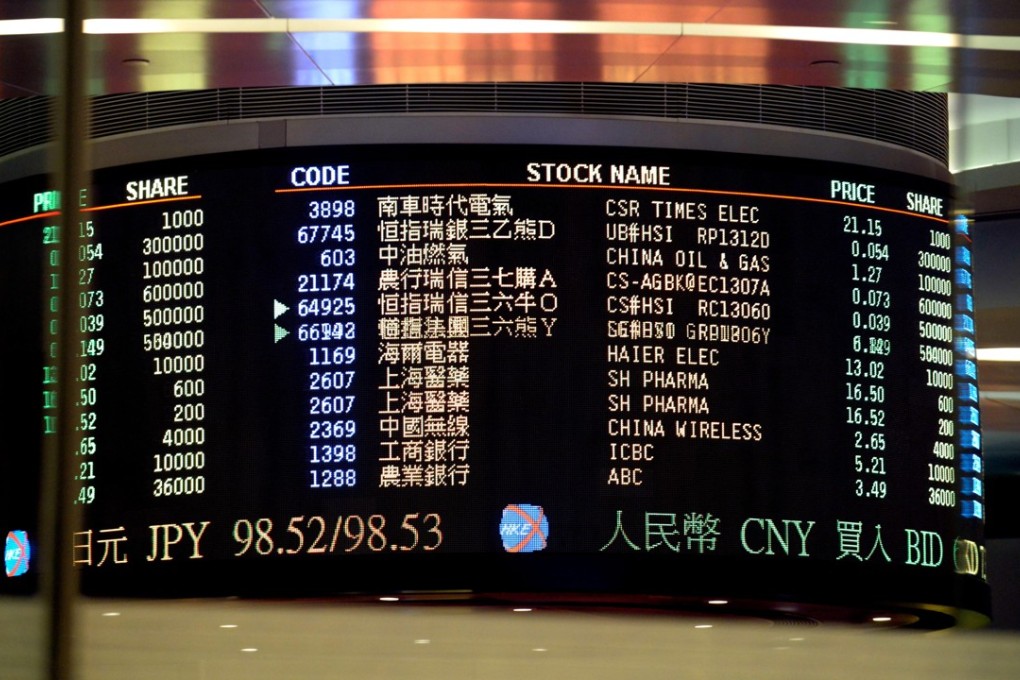 SHARE CODE STOCK NAME PRICE SHARE
1000 3898 南車時代電氣 CSR TIMES ELEC 21.15 1000
300000 67745 恒指瑞銀三乙熊D UB#HSI RP1312D 0.054 300000
100000 603 中油燃氣 CHINA OIL & GAS 1.27 100000
600000 21174 農行瑞信三七購A CS-AGBK@EC1307A 0.073 600000
500000 64925 恒指瑞信三六牛O CS#HSI RC1306O 0.039 500000
三六熊Y
10000 1169 海爾電器 HAIER ELEC 13.02 10000
600 2607 上海醫藥 SH PHARMA 16.50 600
200 2607 上海醫藥 SH PHARMA 16.52 200
4000 2369 中國無線 CHINA WIRELESS 2.65 4000
10000 1398 工商銀行 ICBC 5.21 10000
36000 1288 農業銀行 ABC 3.49 36000
日元 JPY 98.52/98.53 HKE 人民幣 CNY 買入 BID